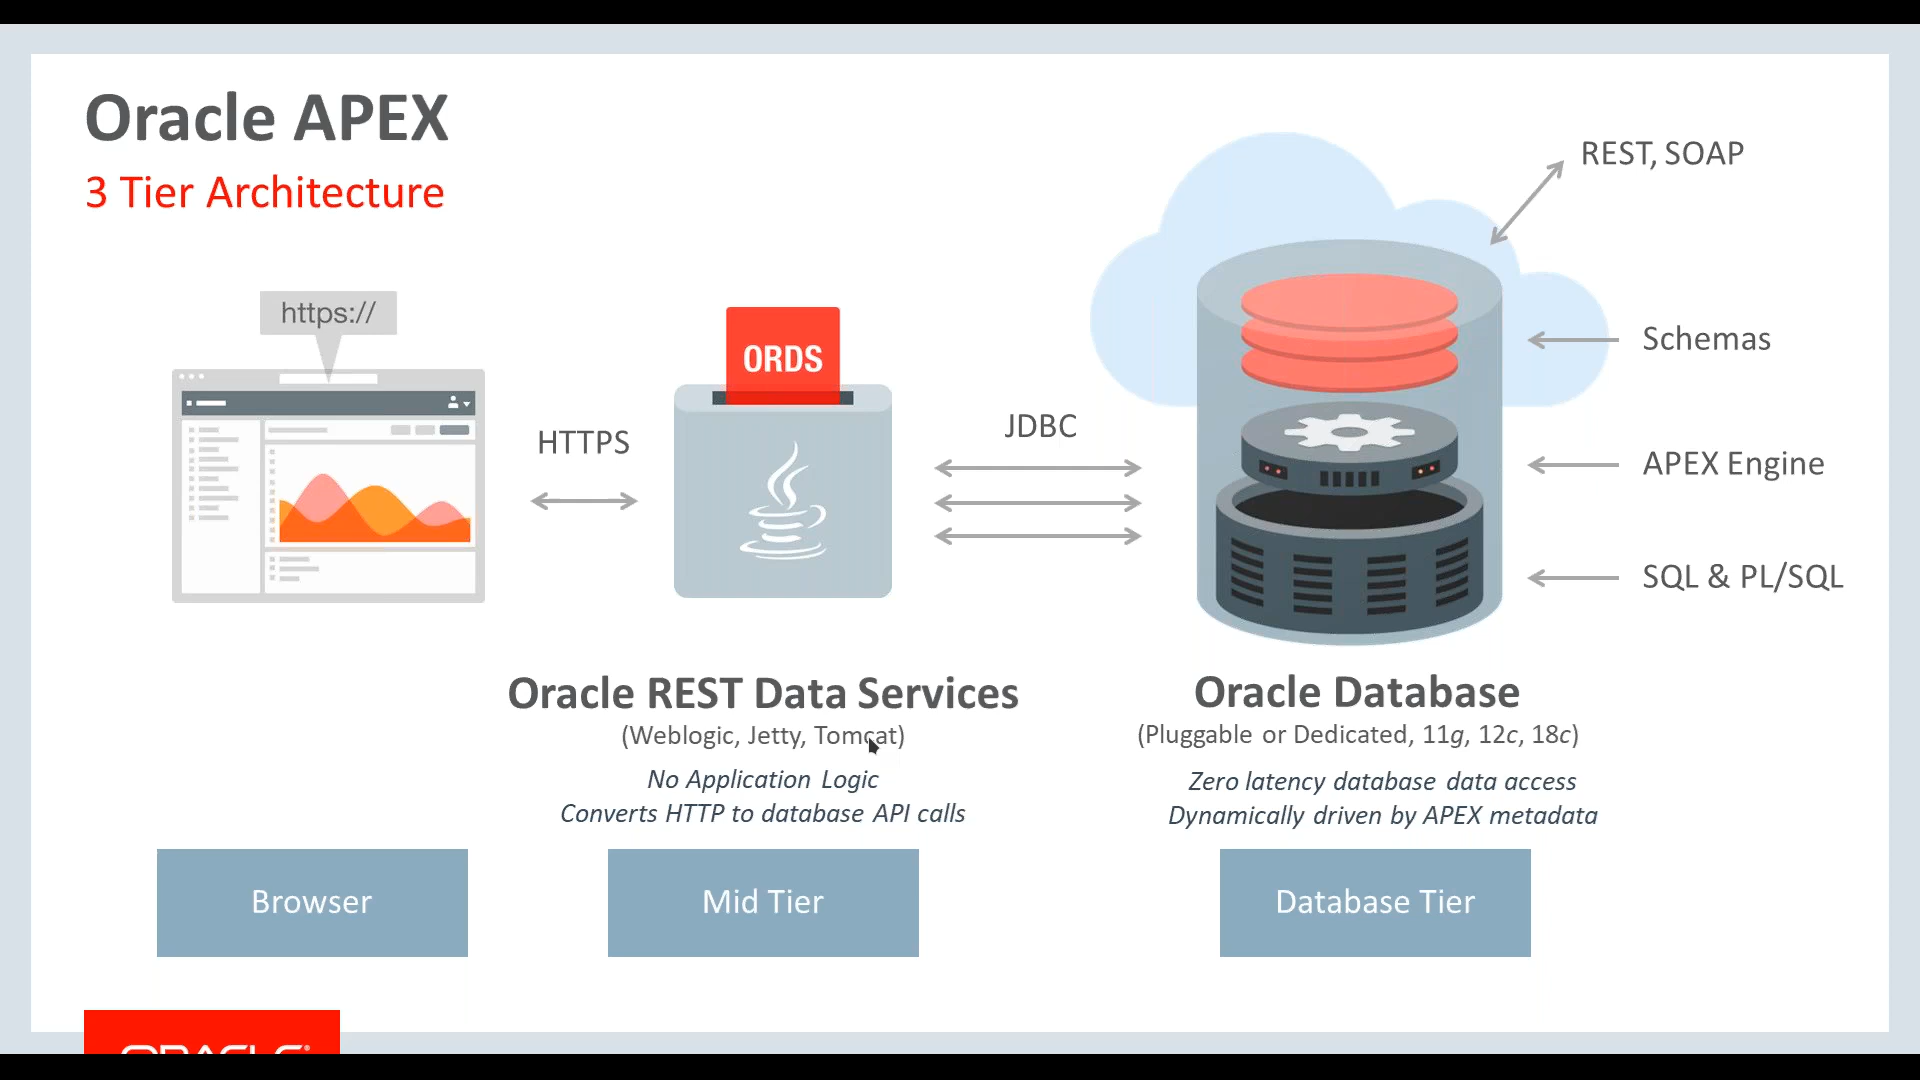 Oracle APEX
3 Tier Architecture
REST, SOAP
https://
ORDS
Schemas
HTTPS
JDBC
APEX Engine
SQL & PL/SQL
Oracle REST Data Services
(Weblogic, Jetty, Tomcat)
No Application Logic
Converts HTTP to database API calls
Oracle Database
(Pluggable or Dedicated, 11g, 12c, 18c)
Zero latency database data access
Dynamically driven by APEX metadata
Browser
Mid Tier
Database Tier
ORACLE®